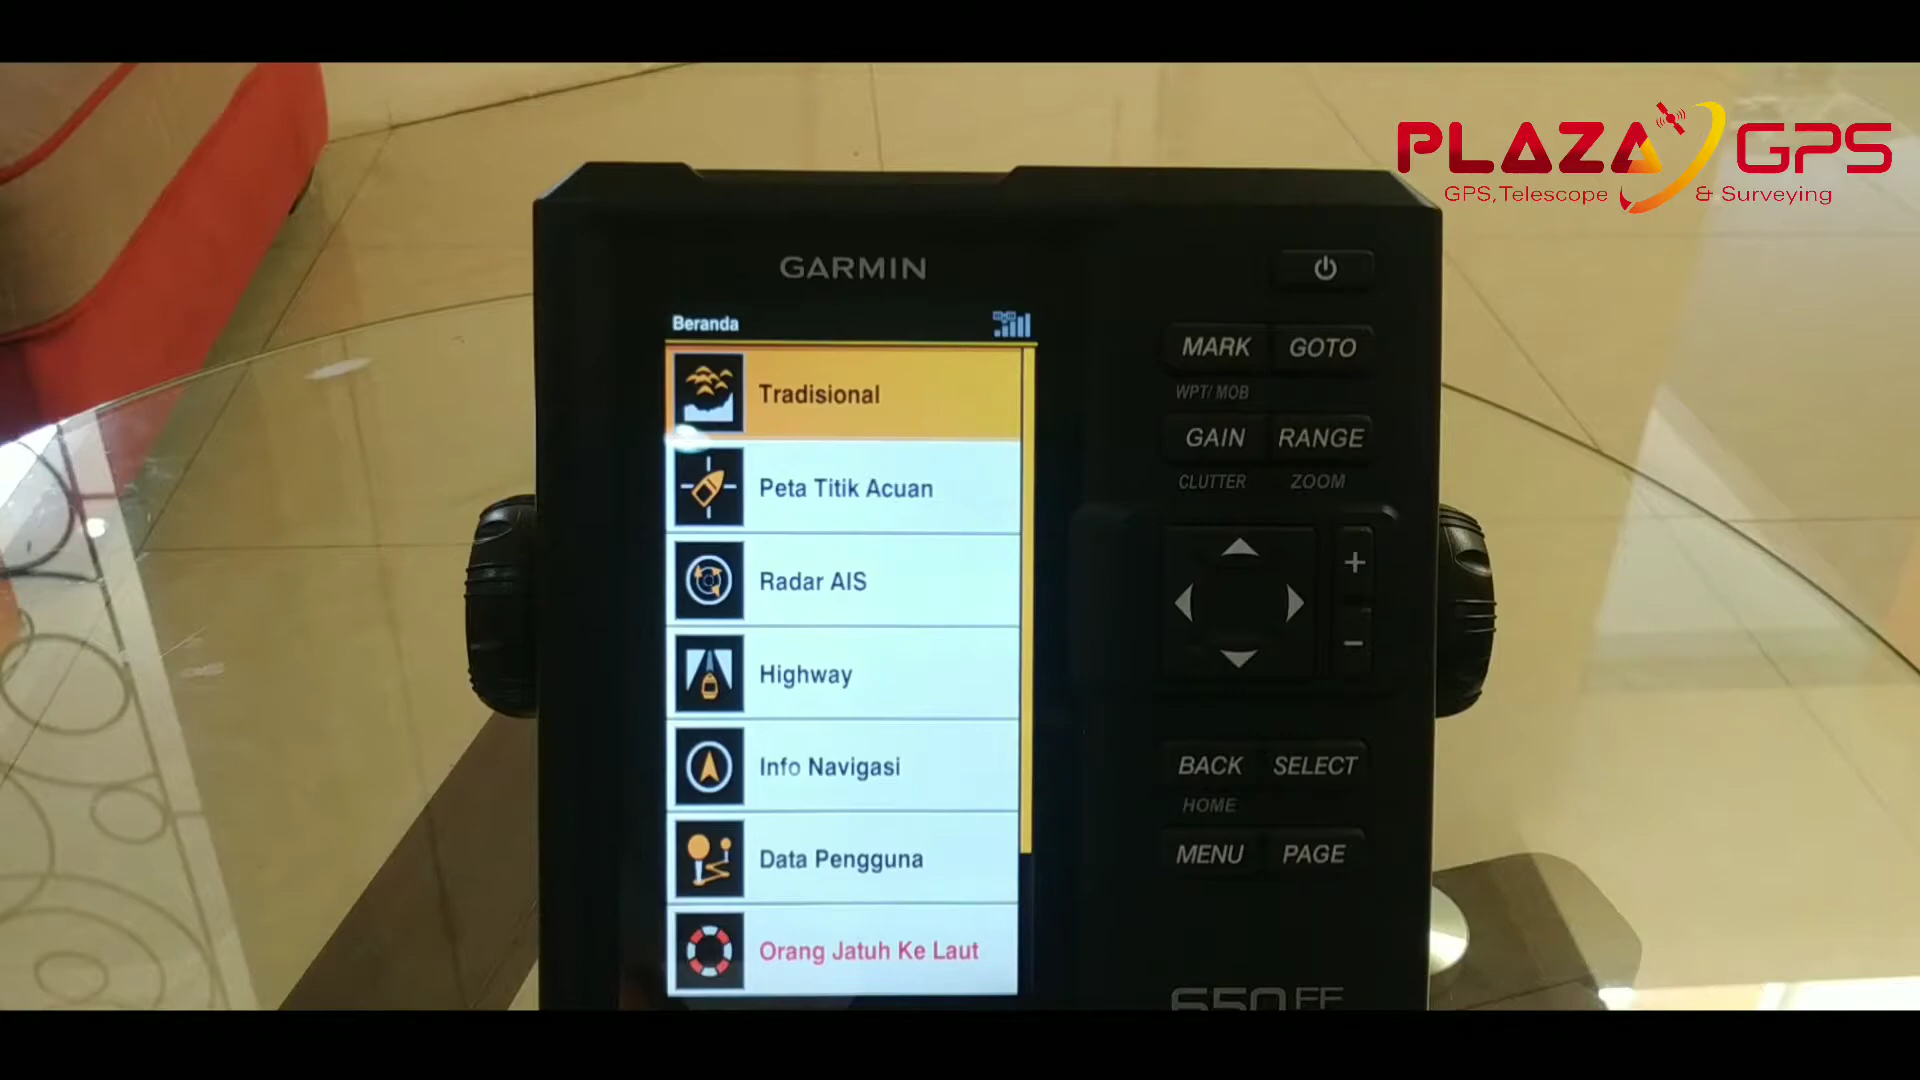 PLAZA GPS
GPS, Telescope & Surveying
GARMIN
Beranda
Tradisional
Peta Titik Acuan
Radar AIS
Highway
Info Navigasi
Data Pengguna
Orang Jatuh Ke Laut
MARK GOTO
WPT/ MOB
GAIN RANGE
CLUTTER ZOOM
+
-
BACK SELECT
HOME
MENU PAGE
650